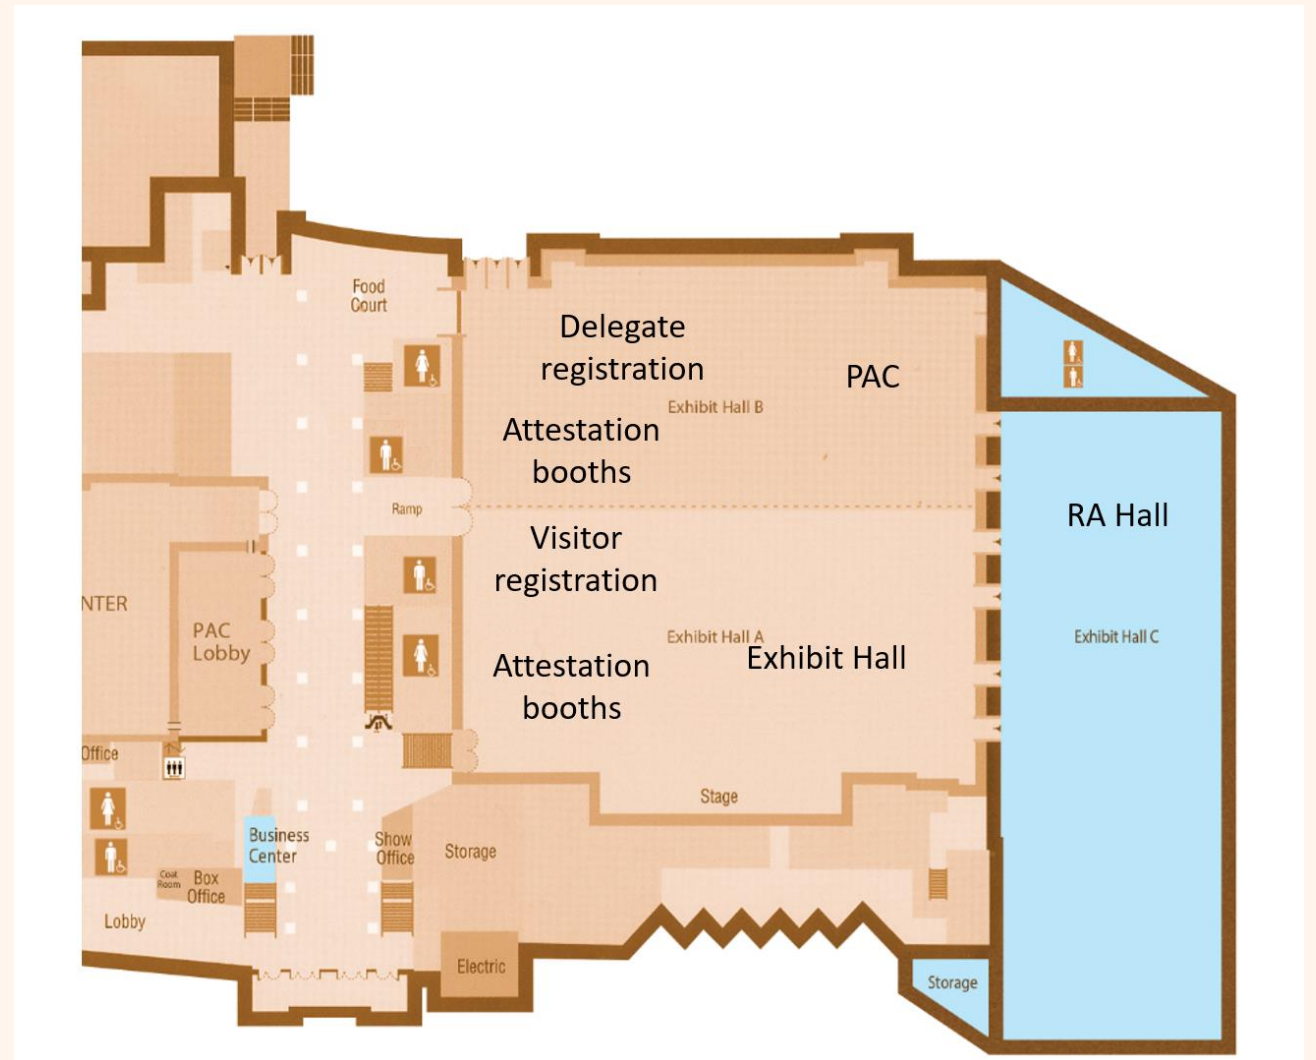 Food
Court
Delegate
registration
PAC
Exhibit Hall B
Attestation
booths
Ramp
RA Hall
Visitor
registration
NTER
PAC
Lobby
Exhibit Hall A
Exhibit Hall
Exhibit Hall C
Attestation
booths
Office
Stage
Business
Center
Show
Office
Storage
Coat
Room
Box
Office
Lobby
Electric
Storage